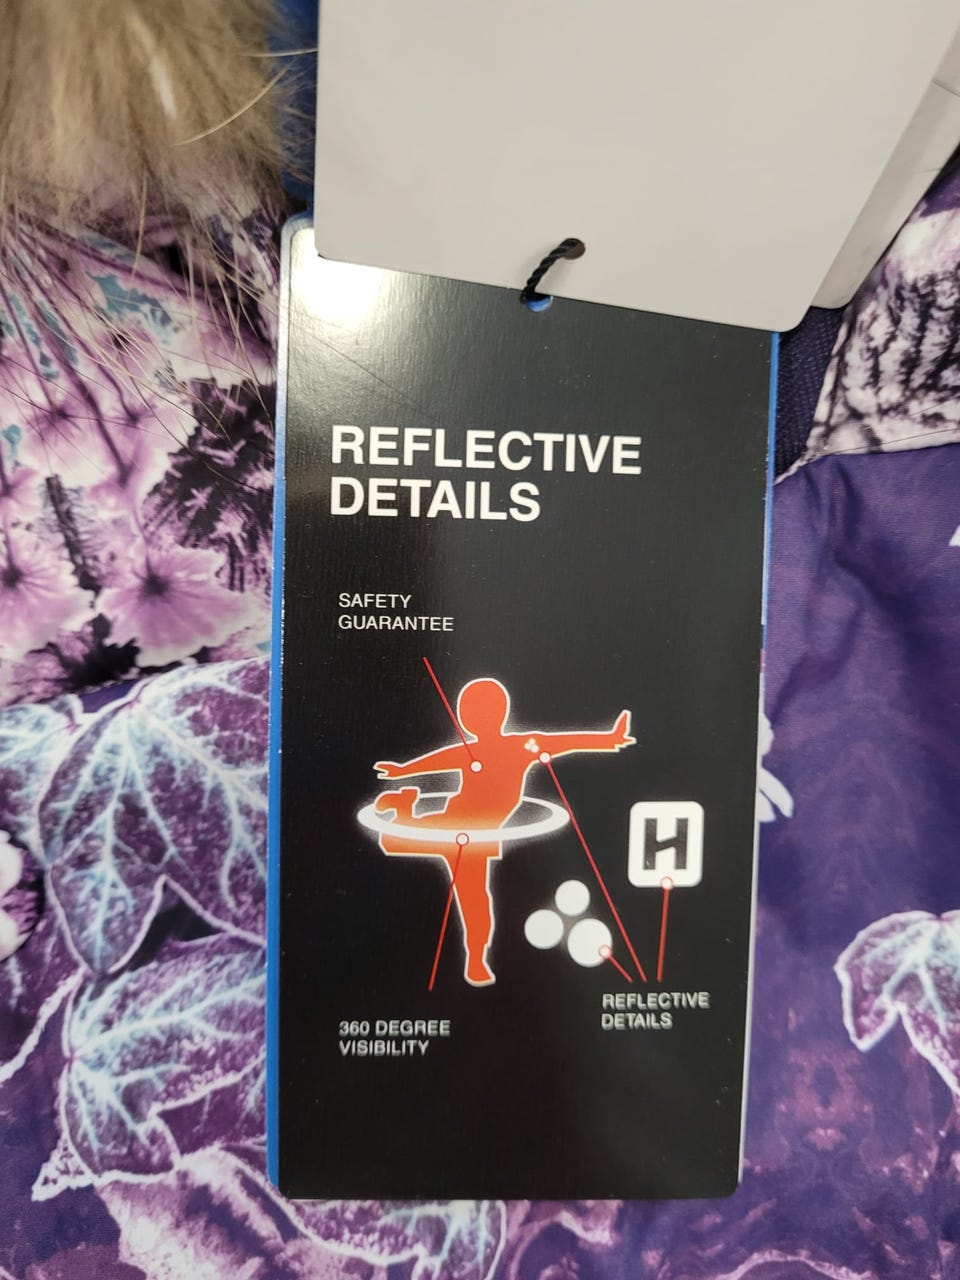 REFLECTIVE
DETAILS
SAFETY
GUARANTEE
H
REFLECTIVE
DETAILS
360 DEGREE
VISIBILITY